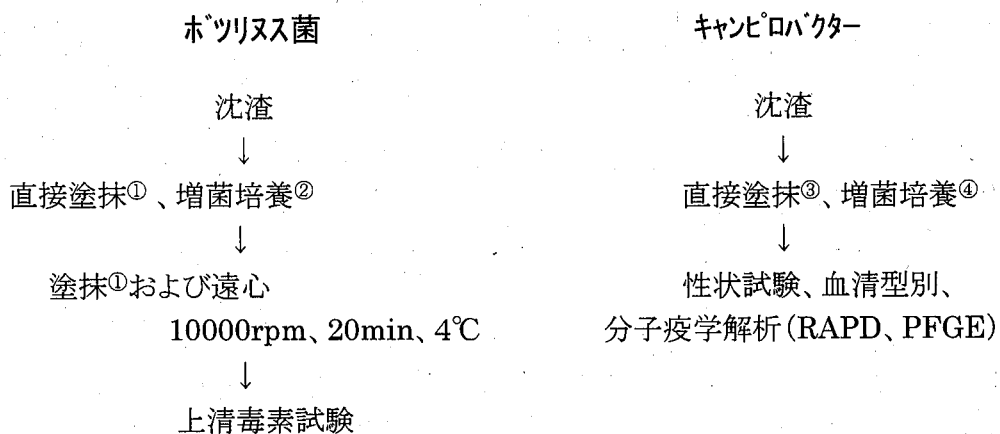 ボツリヌス菌
沈渣
↓
直接塗抹①、増菌培養②
↓
塗抹①および遠心
10000rpm、20min、4℃
↓
上清毒素試験
キャンピロバクター
沈渣
↓
直接塗抹③、増菌培養④
↓
性状試験、血清型別、
分子疫学解析(RAPD、PFGE)